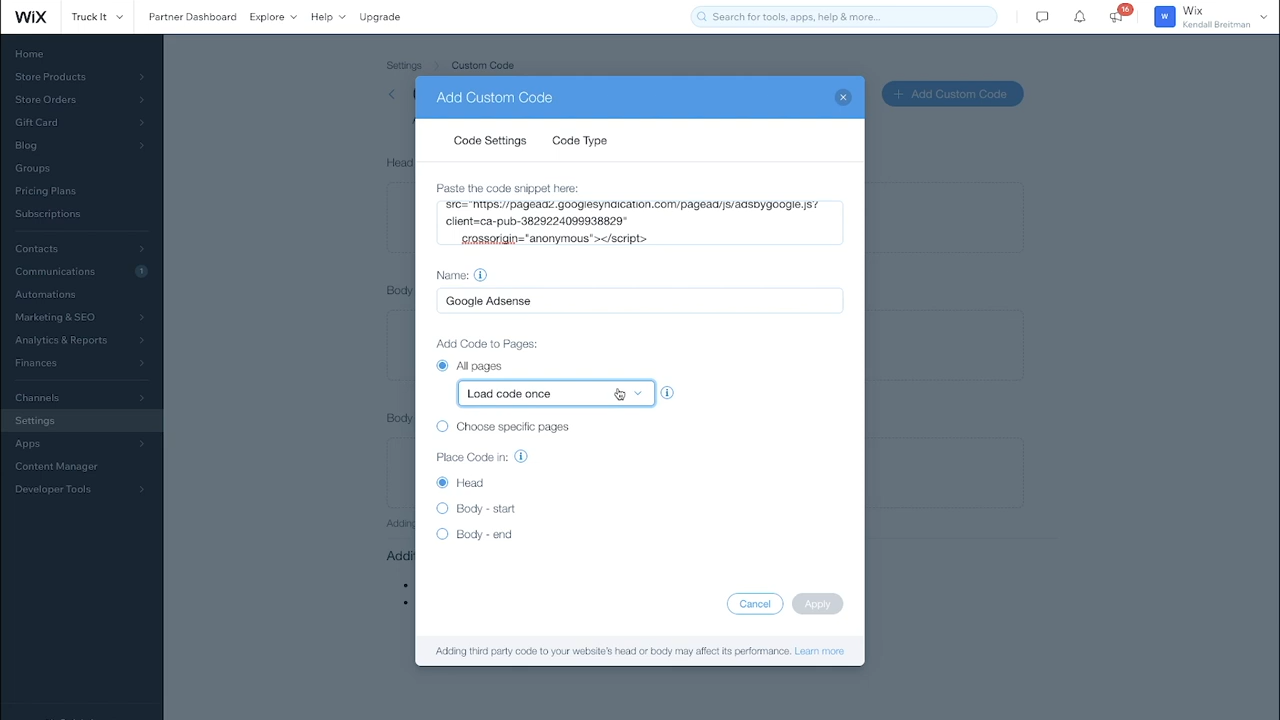 WiX
Truck It
Partner Dashboard
Explore
Help
Upgrade
Search for tools, apps, help & more...
16
W
Wix
Kendall Breitman
Home
Store Products
Store Orders
Gift Card
Blog
Groups
Pricing Plans
Subscriptions
Contacts
Communications
1
Automations
Marketing & SEO
Analytics & Reports
Finances
Channels
Settings
Apps
Content Manager
Developer Tools
Settings
Custom Code
+ Add Custom Code
Head
Body
Body
Adding
Addi
Add Custom Code
Code Settings
Code Type
Paste the code snippet here:
src="https://pagead2.googlesyndication.com/pagead/js/adsbygoogle.js?
client=ca-pub-3829224099938829"
crossorigin="anonymous"></script>
Name:
Google Adsense
Add Code to Pages:
All pages
Load code once
Choose specific pages
Place Code in:
Head
Body - start
Body - end
Cancel
Apply
Adding third party code to your website's head or body may affect its performance. Learn more